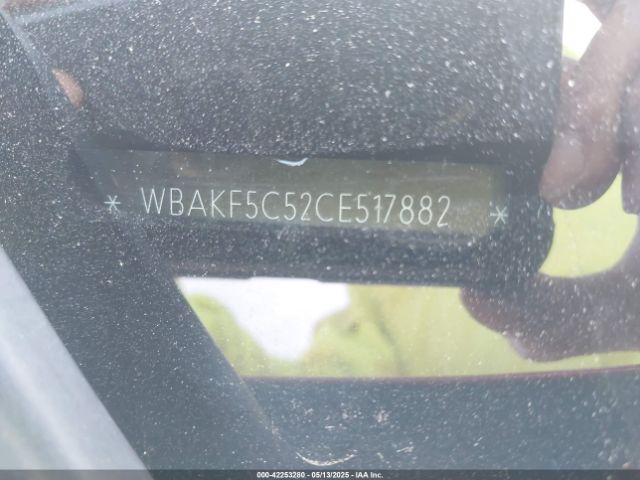 * WBAKF5C52CE517882 *
000-42253280 - 05/13/2025 - IAA Inc.